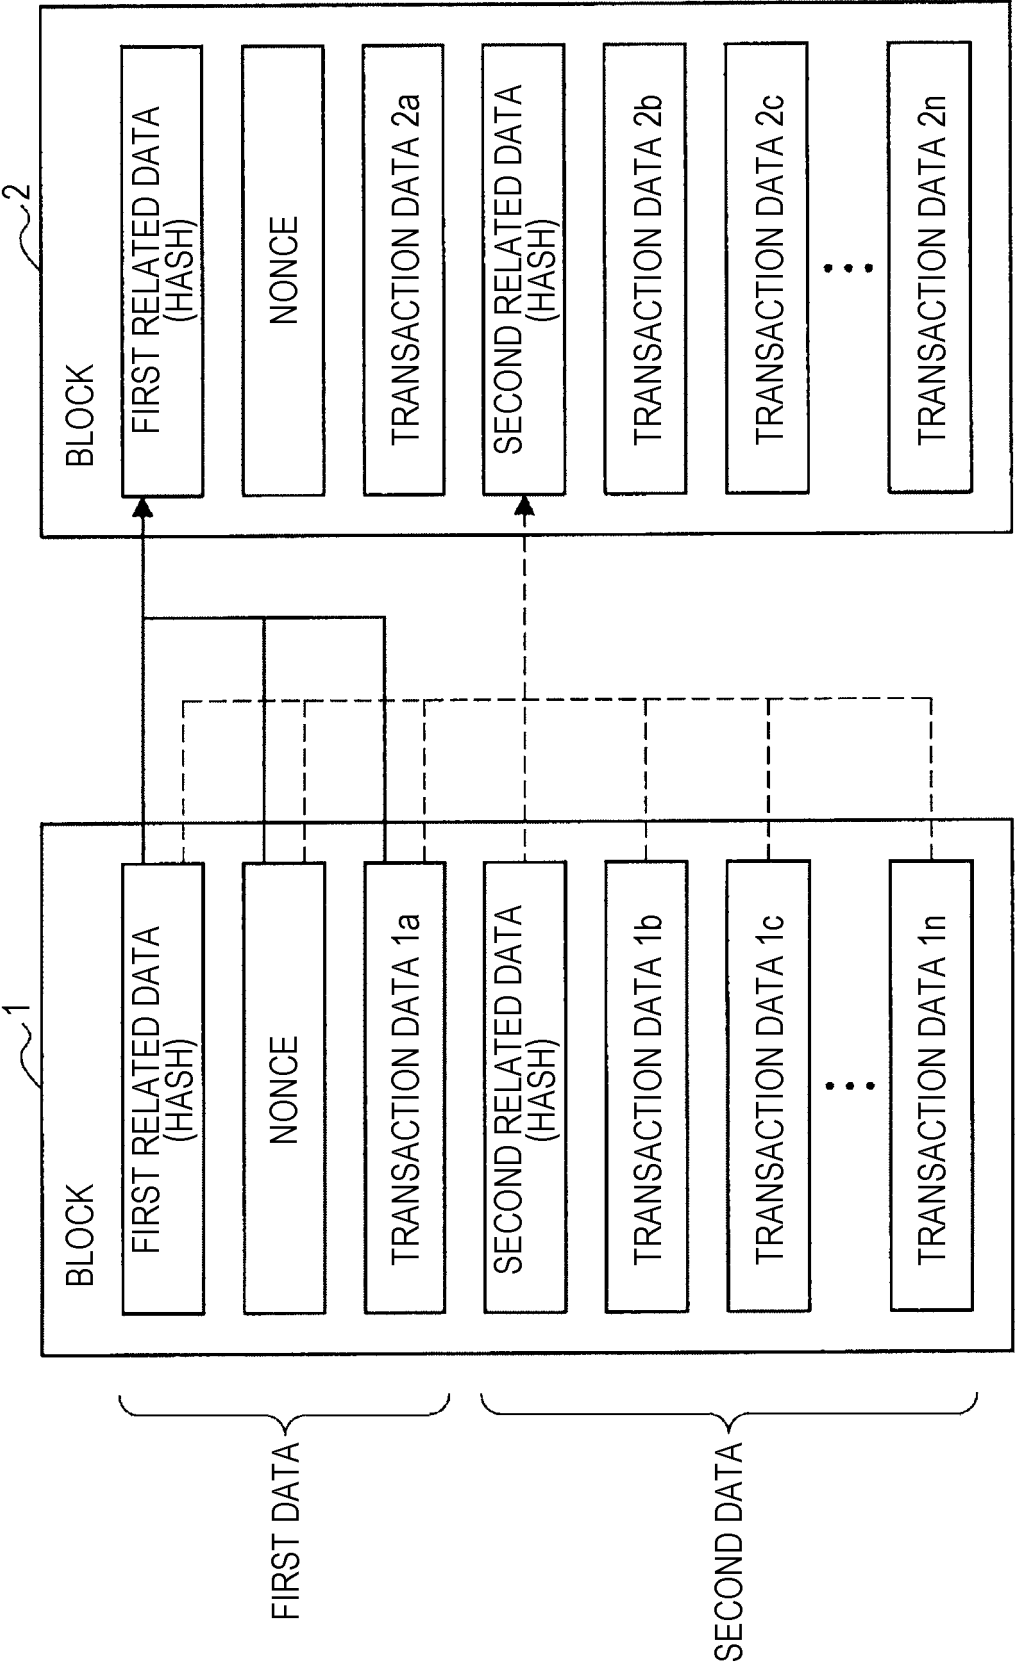 1
BLOCK
FIRST RELATED DATA
(HASH)
NONCE
TRANSACTION DATA 1a
SECOND RELATED DATA
(HASH)
TRANSACTION DATA 1b
TRANSACTION DATA 1c
TRANSACTION DATA 1n
FIRST DATA
SECOND DATA
2
BLOCK
FIRST RELATED DATA
(HASH)
NONCE
TRANSACTION DATA 2a
SECOND RELATED DATA
(HASH)
TRANSACTION DATA 2b
TRANSACTION DATA 2c
TRANSACTION DATA 2n